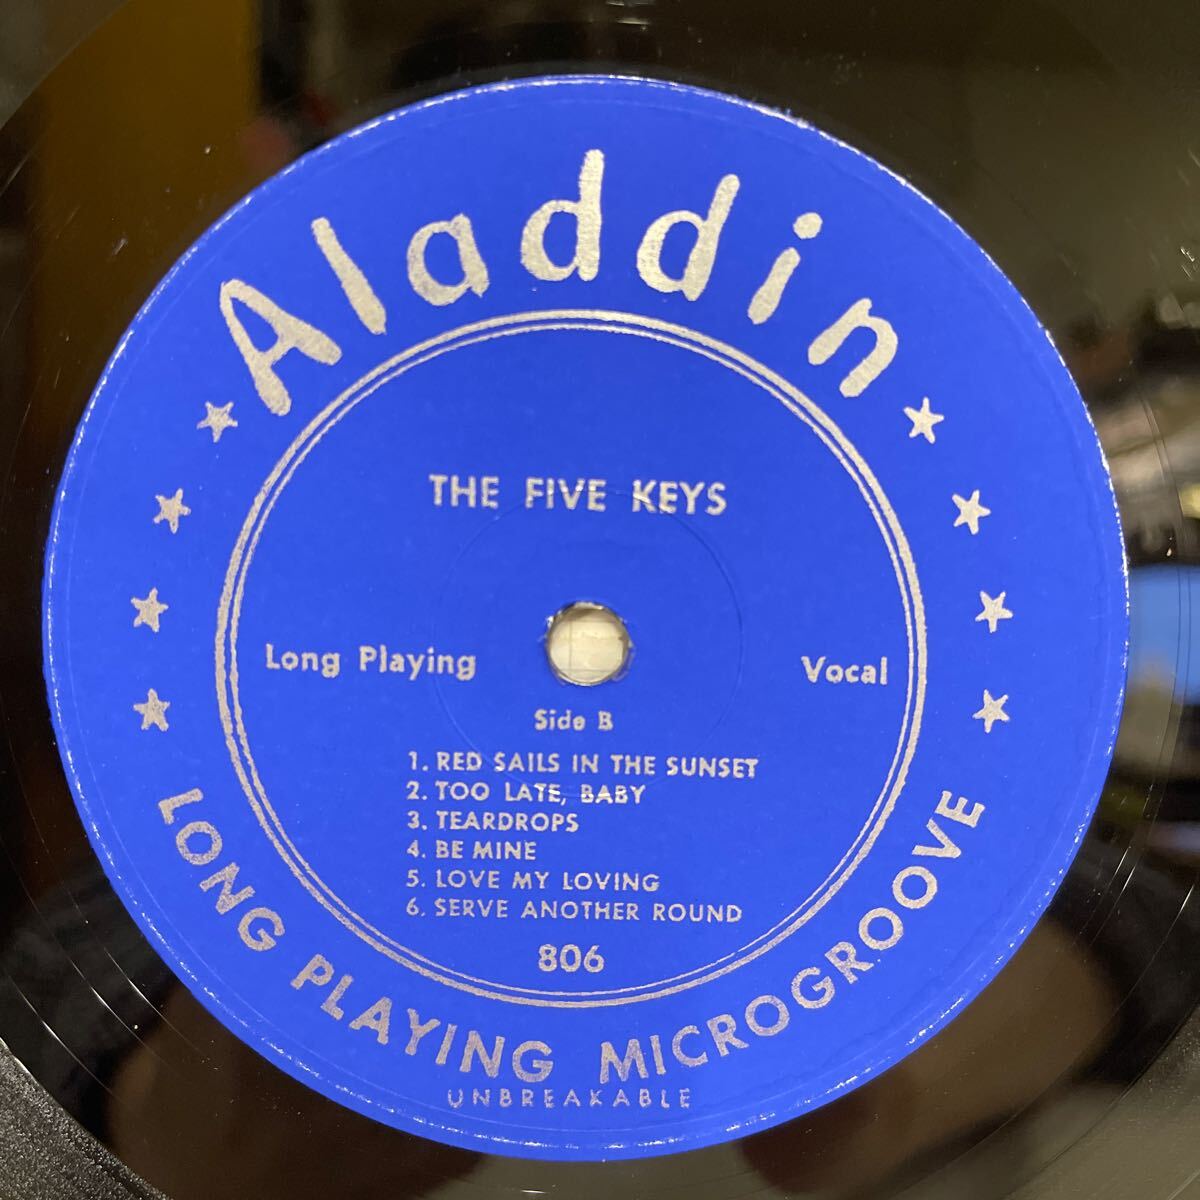 Aladdin
THE FIVE KEYS
Long Playing
Vocal
Side B
1. RED SAILS IN THE SUNSET
2. TOO LATE, BABY
3. TEARDROPS
4. BE MINE
5. LOVE MY LOVING
6. SERVE ANOTHER ROUND
806
LONG PLAYING MICROGROOVE
UNBREAKABLE